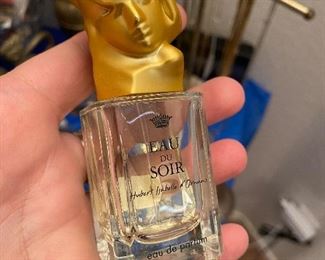 EAU
DU
SOIR
Hubert Isabelle d'Ornano
eau de parfum